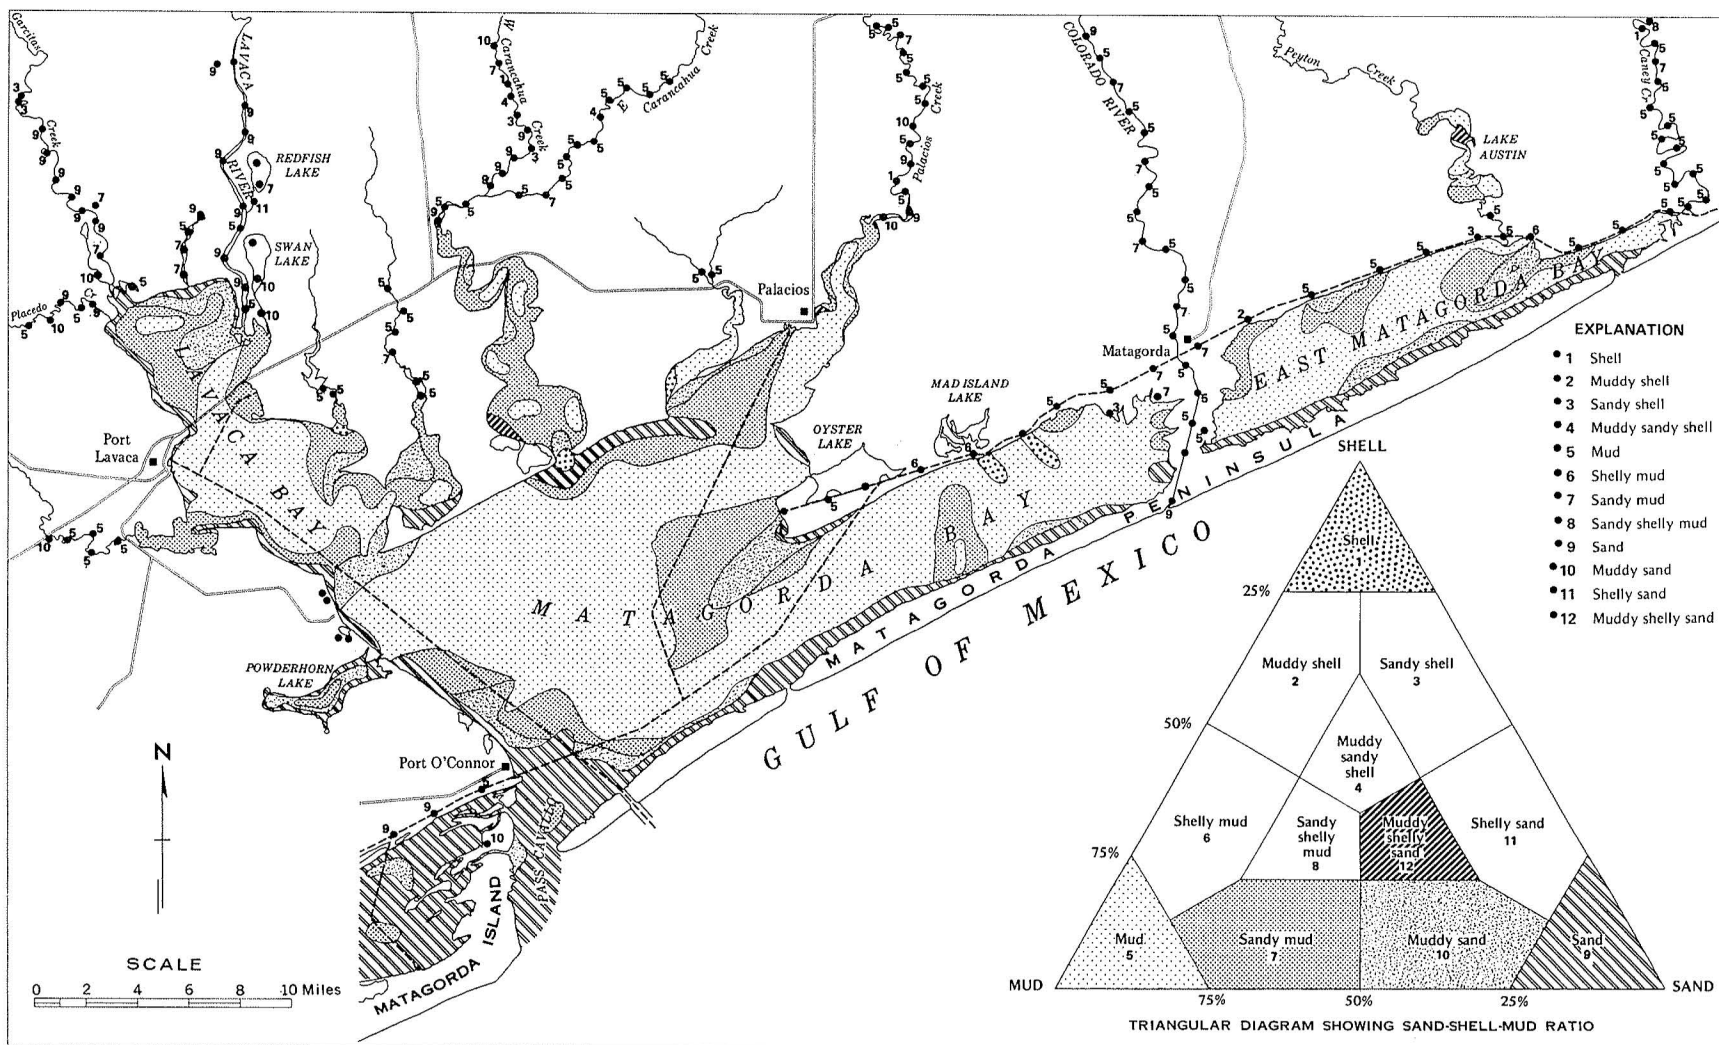 Garcitas
Creek
LAVACA
RIVER
REDFISH
LAKE
SWAN
LAKE
Placedo
Cr.
W. Carancahua
Creek
E. Carancahua
Creek
Palacios
Creek
COLORADO
RIVER
Peyton
Creek
LAKE
AUSTIN
Caney Cr.
Palacios
Matagorda
EAST MATAGORDA BAY
MAD ISLAND
LAKE
OYSTER
LAKE
Port
Lavaca
LAVACA
BAY
MATAGORDA BAY
MATAGORDA PENINSULA
GULF OF MEXICO
POWDERHORN
LAKE
Port O'Connor
PASS CAVALLO
MATAGORDA
ISLAND
N
SCALE
0 2 4 6 8 10 Miles
EXPLANATION
1 Shell
2 Muddy shell
3 Sandy shell
4 Muddy sandy shell
5 Mud
6 Shelly mud
7 Sandy mud
8 Sandy shelly mud
9 Sand
10 Muddy sand
11 Shelly sand
12 Muddy shelly sand
SHELL
Shell
1
25%
Muddy shell
2
Sandy shell
3
50%
Muddy
sandy
shell
4
Shelly mud
6
Sandy
shelly
mud
8
Muddy
shelly
sand
12
Shelly sand
11
75%
Mud
5
Sandy mud
7
Muddy sand
10
Sand
9
MUD
SAND
75%
50%
25%
TRIANGULAR DIAGRAM SHOWING SAND-SHELL-MUD RATIO